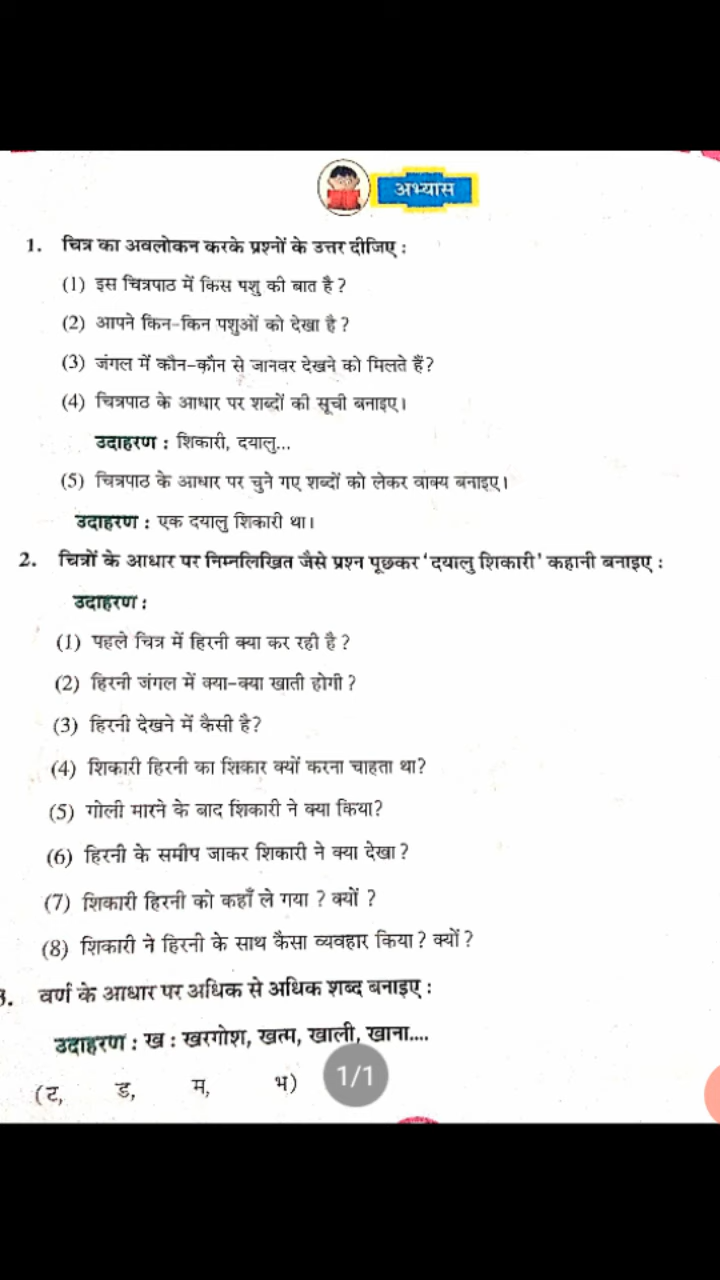 अभ्यास
1. चित्र का अवलोकन करके प्रश्नों के उत्तर दीजिए :
(1) इस चित्रपाठ में किस पशु की बात है ?
(2) आपने किन-किन पशुओं को देखा है ?
(3) जंगल में कौन-कौन से जानवर देखने को मिलते हैं?
(4) चित्रपाठ के आधार पर शब्दों की सूची बनाइए।
उदाहरण : शिकारी, दयालु...
(5) चित्रपाठ के आधार पर चुने गए शब्दों को लेकर वाक्य बनाइए।
उदाहरण : एक दयालु शिकारी था।
2. चित्रों के आधार पर निम्नलिखित जैसे प्रश्न पूछकर 'दयालु शिकारी' कहानी बनाइए :
उदाहरण :
(1) पहले चित्र में हिरनी क्या कर रही है ?
(2) हिरनी जंगल में क्या-क्या खाती होगी ?
(3) हिरनी देखने में कैसी है?
(4) शिकारी हिरनी का शिकार क्यों करना चाहता था?
(5) गोली मारने के बाद शिकारी ने क्या किया?
(6) हिरनी के समीप जाकर शिकारी ने क्या देखा ?
(7) शिकारी हिरनी को कहाँ ले गया ? क्यों ?
(8) शिकारी ने हिरनी के साथ कैसा व्यवहार किया ? क्यों ?
3. वर्ण के आधार पर अधिक से अधिक शब्द बनाइए :
उदाहरण : ख : खरगोश, खत्म, खाली, खाना....
(ट, ड, म, भ)
1/1